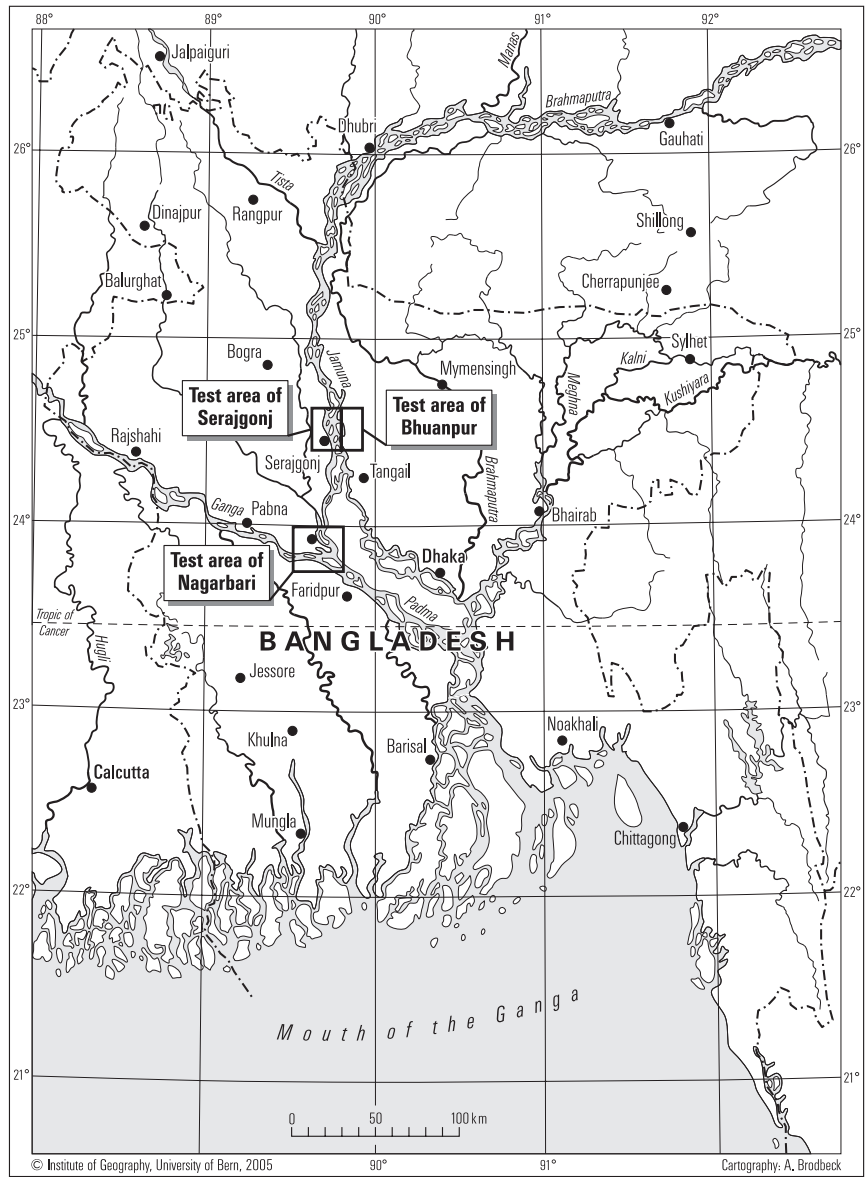 88° 89° 90° 91° 92°
Jalpaiguri
Manas
Brahmaputra
Dhubri
Gauhati
26° 26°
Tista
Rangpur
Dinajpur
Shillong
Balurghat
Cherrapunjee
25° 25°
Bogra
Jamuna
Mymensingh
Kalni
Sylhet
Meghna
Kushiyara
Test area of
Serajgonj
Test area of
Bhuanpur
Rajshahi
Serajgonj
Tangail
Brahmaputra
Ganga
Pabna
Bhairab
24° 24°
Test area of
Nagarbari
Dhaka
Faridpur
Padma
Tropic of
Cancer
BANGLADESH
Hugli
Jessore
23° 23°
Noakhali
Khulna
Barisal
Calcutta
Mungla
Chittagong
22° 22°
Mouth of the Ganga
21° 21°
0 50 100 km
© Institute of Geography, University of Bern, 2005
90° 91°
Cartography: A. Brodbeck